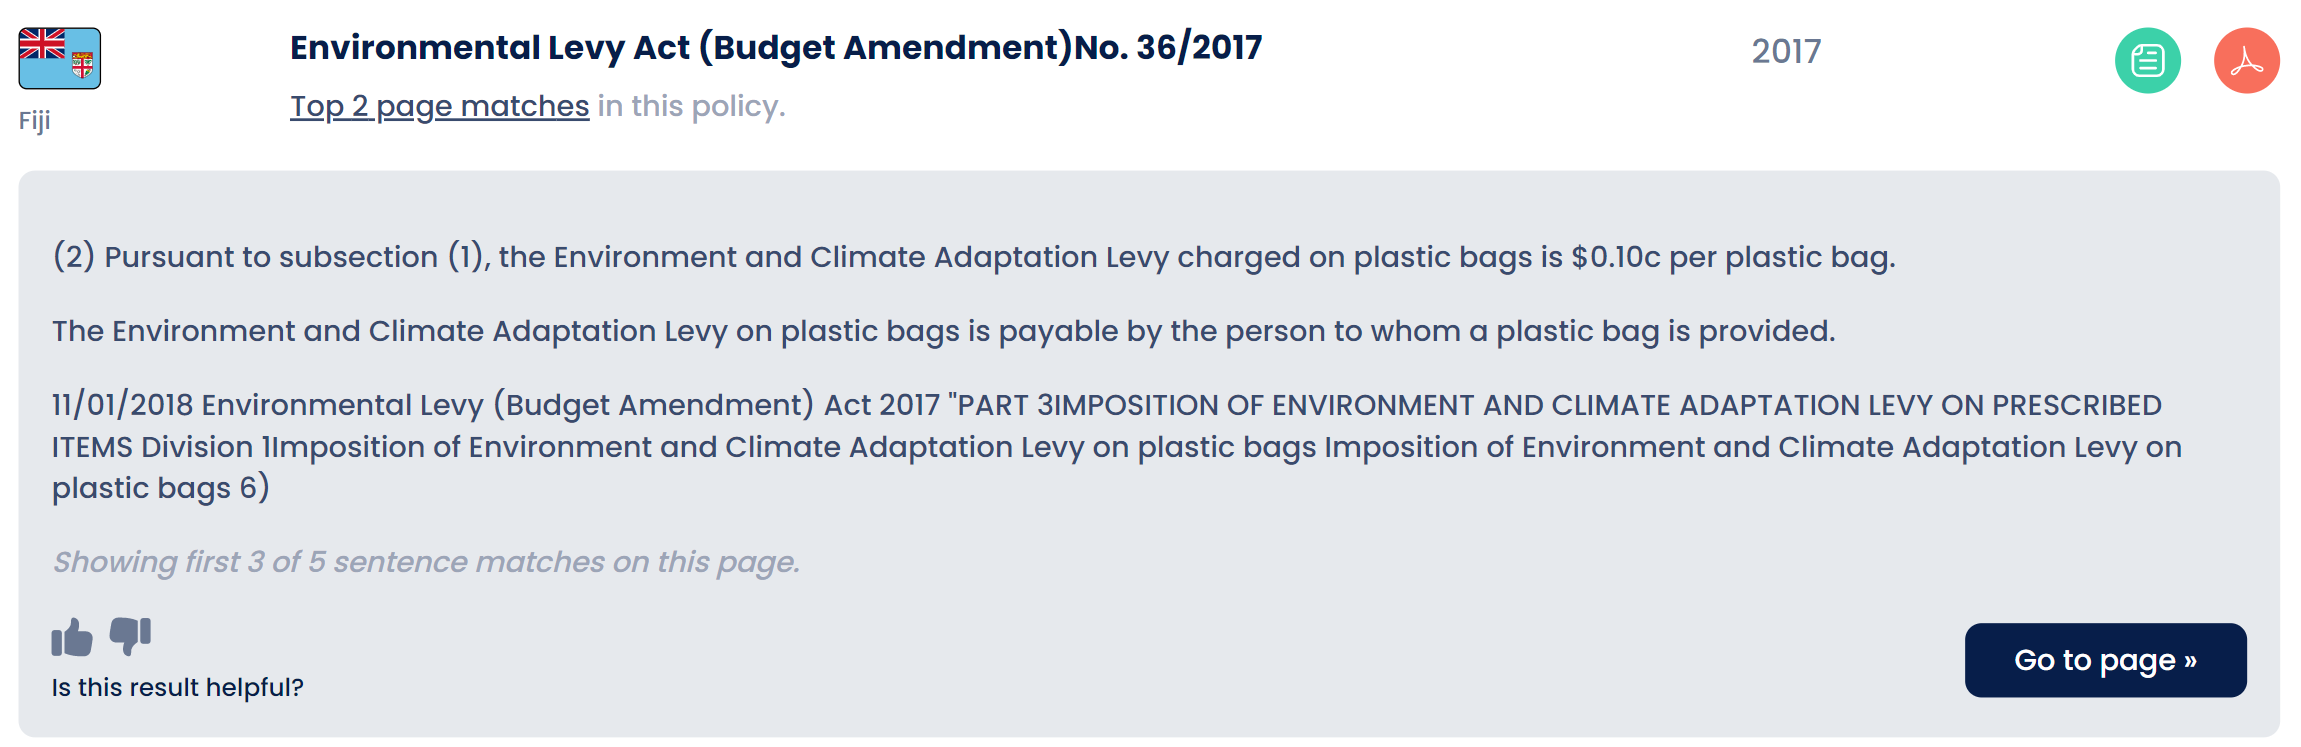 Environmental Levy Act (Budget Amendment)No. 36/2017
2017
Fiji
Top 2 page matches in this policy.
(2) Pursuant to subsection (1), the Environment and Climate Adaptation Levy charged on plastic bags is $0.10c per plastic bag.
The Environment and Climate Adaptation Levy on plastic bags is payable by the person to whom a plastic bag is provided.
11/01/2018 Environmental Levy (Budget Amendment) Act 2017 "PART 3IMPOSITION OF ENVIRONMENT AND CLIMATE ADAPTATION LEVY ON PRESCRIBED
ITEMS Division 1Imposition of Environment and Climate Adaptation Levy on plastic bags Imposition of Environment and Climate Adaptation Levy on
plastic bags 6)
Showing first 3 of 5 sentence matches on this page.
Is this result helpful?
Go to page »